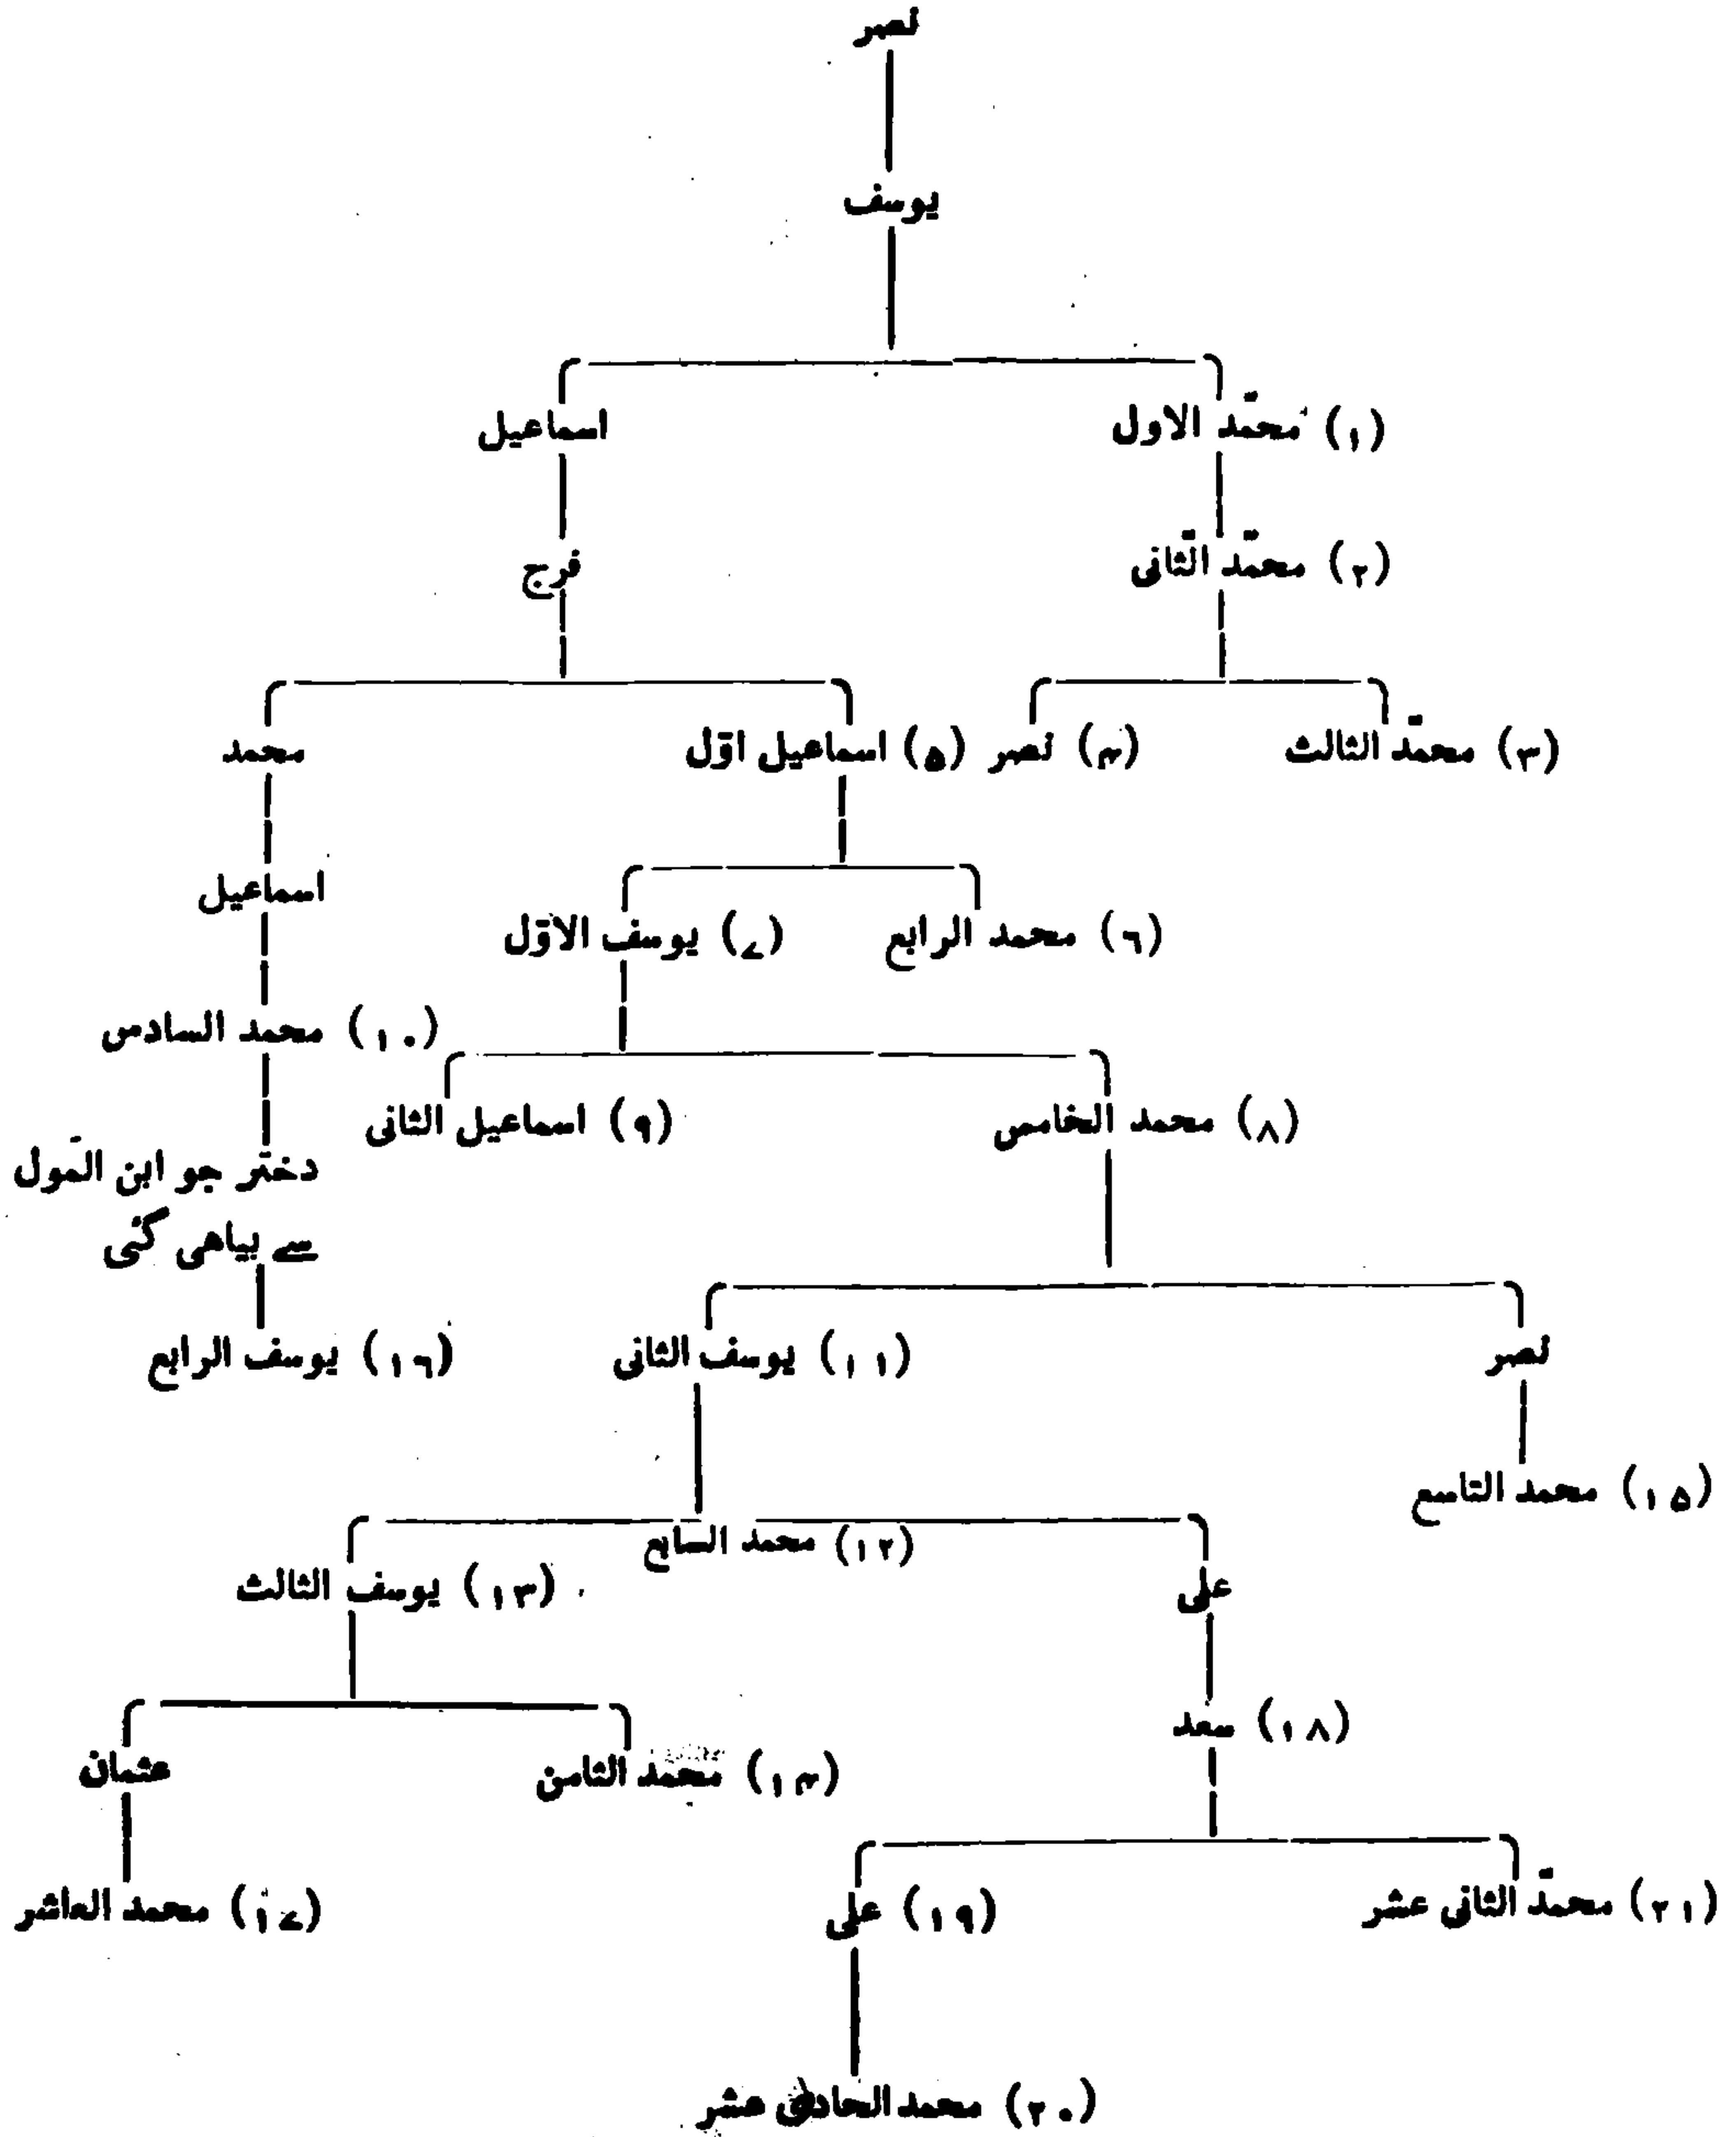 نصر
یوسف
(۱) محمّد الاول
اسماعیل
(۲) محمّد الثّانی
فرج
(۳) محمّد الثالث
(۴) نصر
(۵) اسماعیل اوّل
محمد
اسماعیل
(۶) محمد الرابع
(۷) یوسف الاوّل
(۱۰) محمد السادس
(۸) محمد الخامس
(۹) اسماعیل الثانی
دختر جو ابن المول
سے بیاهی گئی
نصر
(۱۱) یوسف الثانی
(۱۶) یوسف الرابع
(۱۵) محمد التاسع
(۱۲) محمد السابع
علی
(۱۳) یوسف الثالث
(۱۸) سعد
(۱۴) محمد الثامن
عثمان
(۲۱) محمّد الثانی عشر
(۱۹) علی
(۱۷) محمد العاشر
(۲۰) محمد الحادی عشر